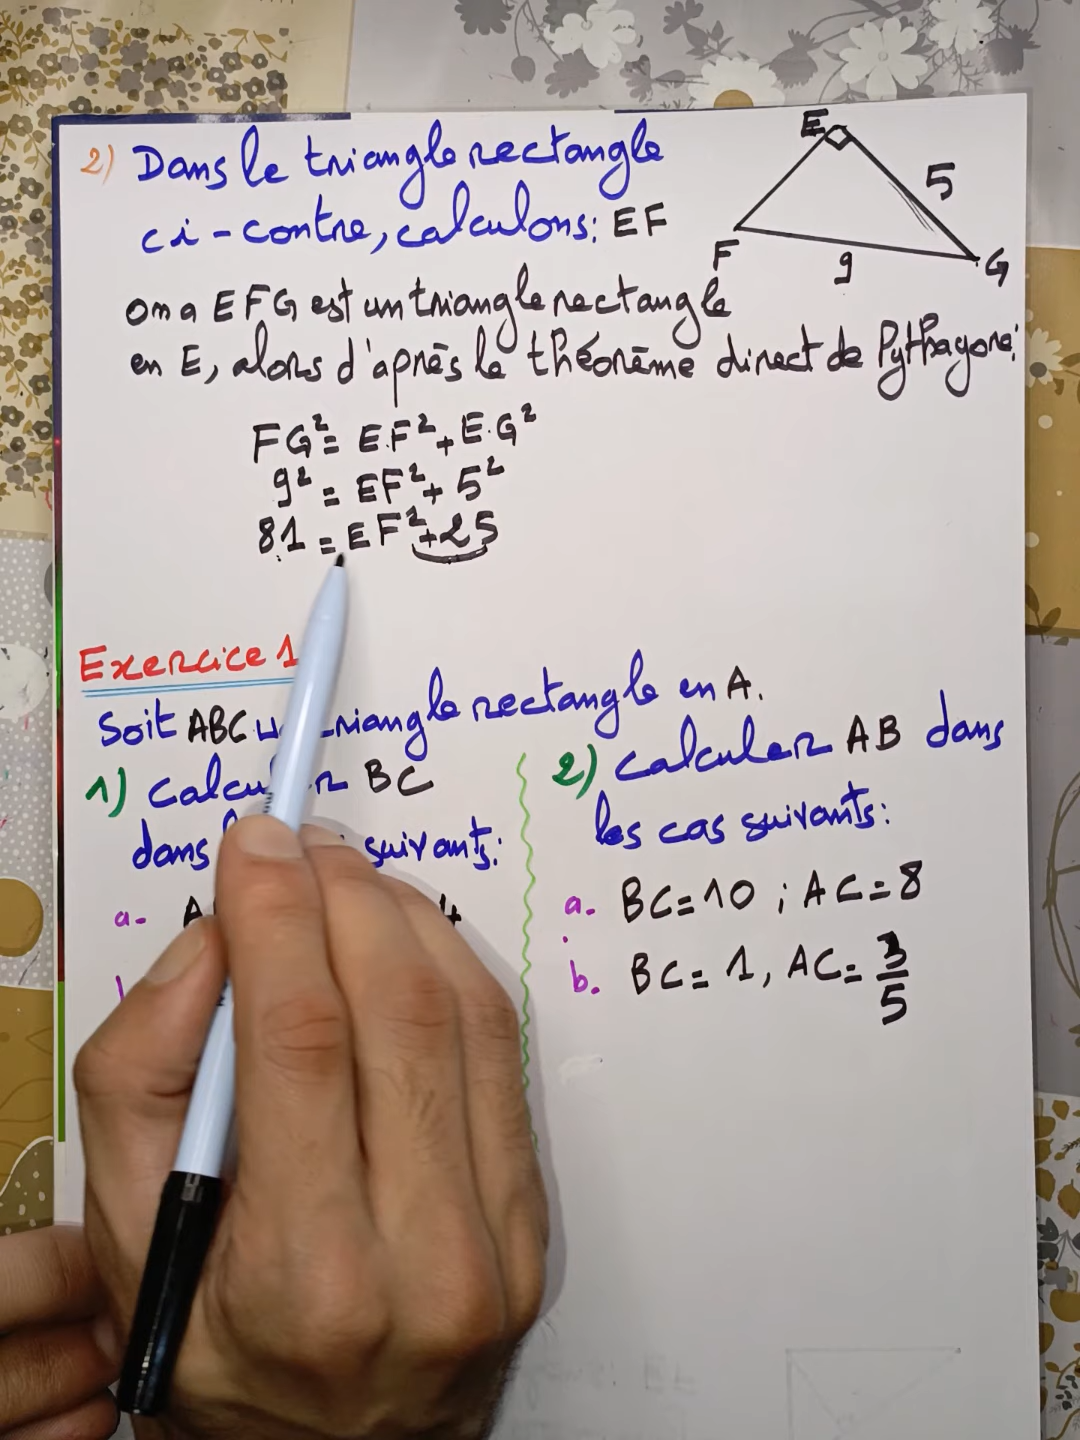 2) Dans le triangle rectangle
ci-contre, calculons: EF
E
5
F
9
G
on a EFG est un triangle rectangle
en E, alors d'après le théorème direct de Pythagore:
FG² = EF² + EG²
9² = EF² + 5²
81 = EF² + 25
Exercice 1
Soit ABC triangle rectangle en A.
1) Calculer BC
dans suivants:
a- 4
2) Calculer AB dans
les cas suivants:
a. BC=10 ; AC=8
b. BC= 1, AC= 3/5